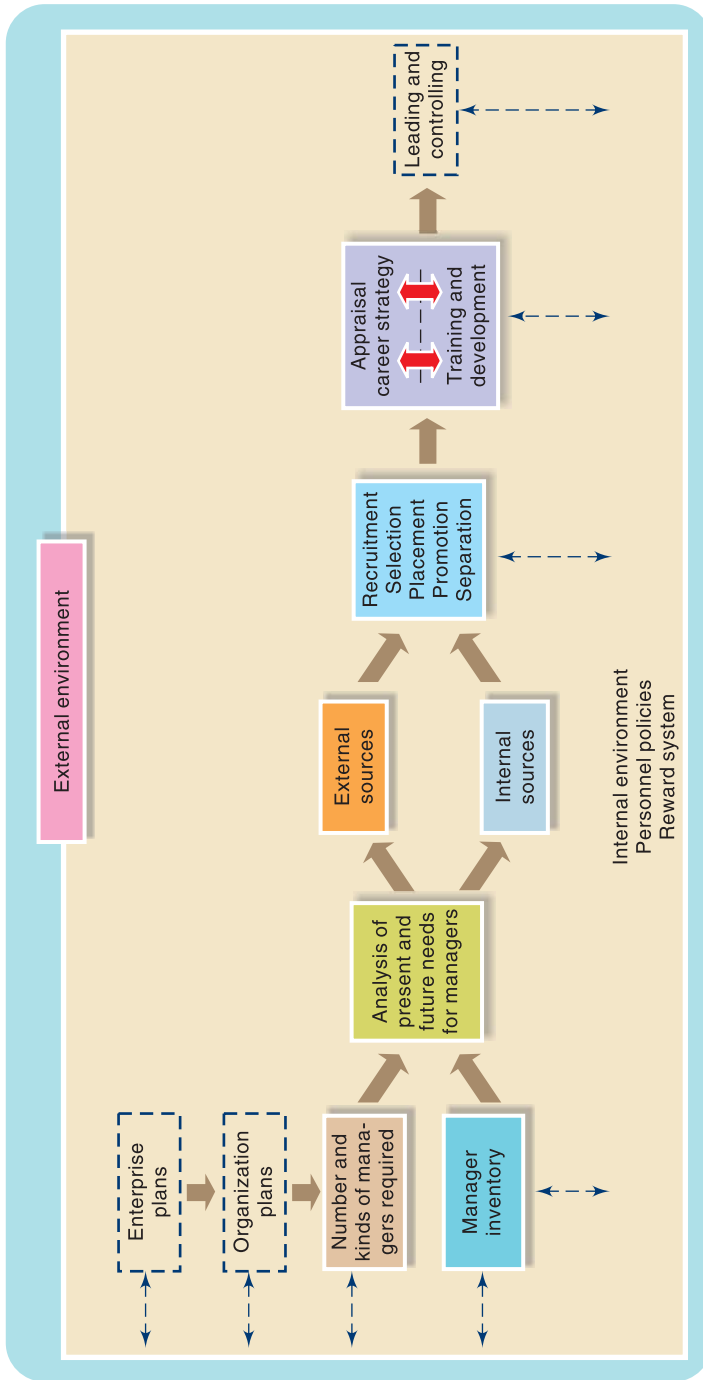 External environment
Enterprise
plans
Organization
plans
Number and
kinds of mana-
gers required
Manager
inventory
Analysis of
present and
future needs
for managers
External
sources
Internal
sources
Recruitment
Selection
Placement
Promotion
Separation
Appraisal
career strategy
Training and
development
Leading and
controlling
Internal environment
Personnel policies
Reward system